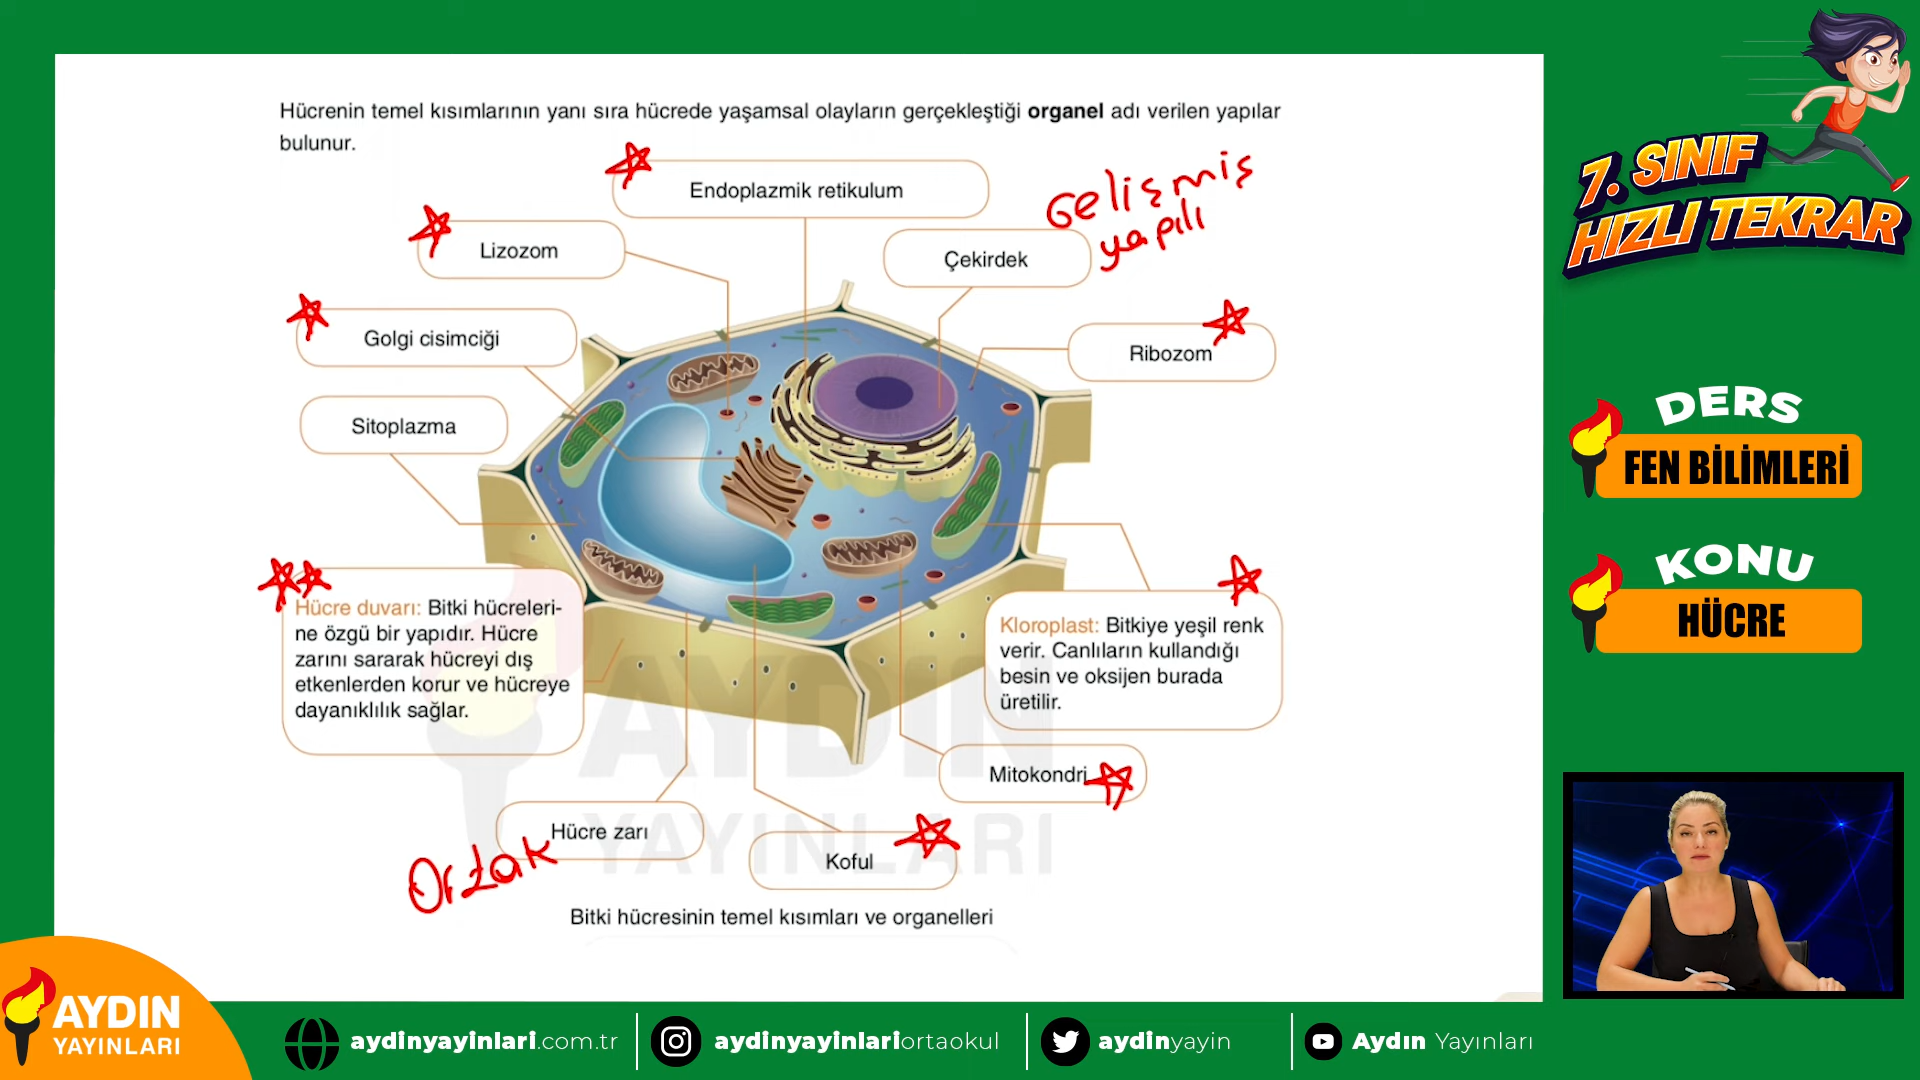 Hücrenin temel kısımlarının yanı sıra hücrede yaşamsal olayların gerçekleştiği organel adı verilen yapılar
bulunur.
Endoplazmik retikulum
Gelişmiş
yapılı
Lizozom
Çekirdek
Golgi cisimciği
Ribozom
Sitoplazma
Hücre duvarı: Bitki hücreleri-
ne özgü bir yapıdır. Hücre
zarını sararak hücreyi dış
etkenlerden korur ve hücreye
dayanıklılık sağlar.
Kloroplast: Bitkiye yeşil renk
verir. Canlıların kullandığı
besin ve oksijen burada
üretilir.
Mitokondri
Hücre zarı
Ortak
Koful
Bitki hücresinin temel kısımları ve organelleri
AYDIN
YAYINLARI
7. SINIF
HIZLI TEKRAR
DERS
FEN BİLİMLERİ
KONU
HÜCRE
AYDIN
YAYINLARI
aydinyayinlari.com.tr
aydinyayinlariortaokul
aydinyayin
Aydın Yayınları